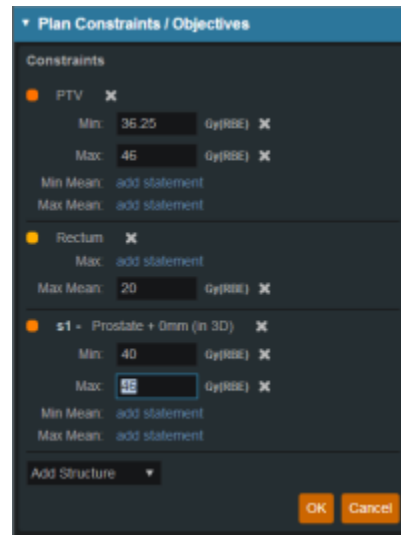 Plan Constraints / Objectives
Constraints
PTV
Min: 36.25 Gy(RBE)
Max: 46 Gy(RBE)
Min Mean: add statement
Max Mean: add statement
Rectum
Max: add statement
Max Mean: 20 Gy(RBE)
s1 - Prostate + 0mm (in 3D)
Min: 40 Gy(RBE)
Max: 46 Gy(RBE)
Min Mean: add statement
Max Mean: add statement
Add Structure
OK Cancel